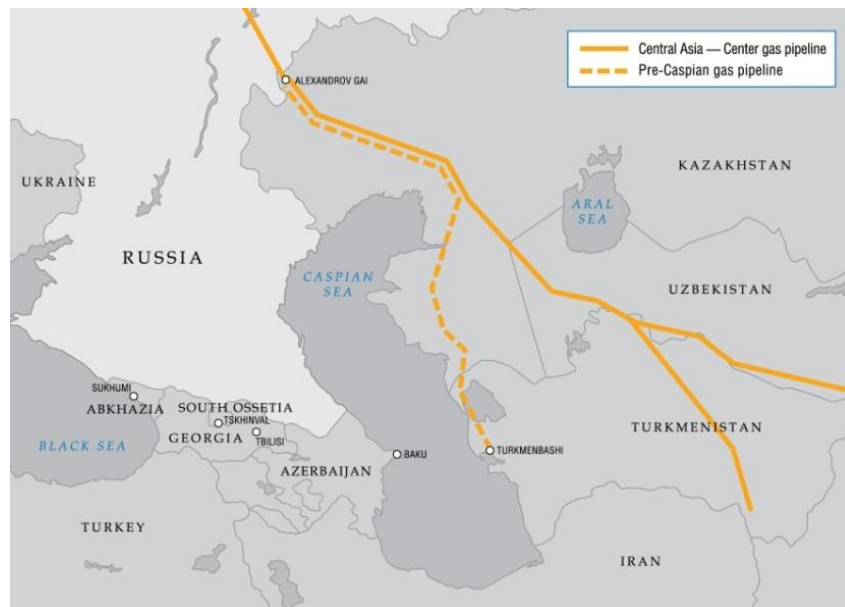 Central Asia — Center gas pipeline
Pre-Caspian gas pipeline
ALEXANDROV GAI
KAZAKHSTAN
UKRAINE
ARAL
SEA
RUSSIA
CASPIAN
SEA
UZBEKISTAN
SUKHUMI
ABKHAZIA
SOUTH OSSETIA
TSKHINVAL
GEORGIA
TBILISI
BLACK SEA
TURKMENISTAN
BAKU
TURKMENBASHI
AZERBAIJAN
TURKEY
IRAN